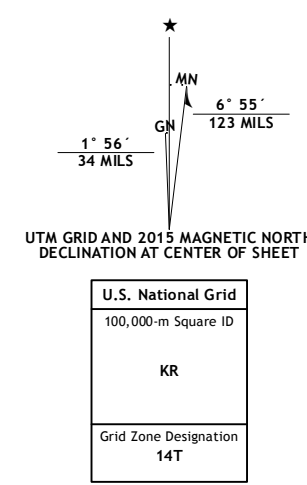 ★
MN
GN
6° 55´
123 MILS
1° 56´
34 MILS
UTM GRID AND 2015 MAGNETIC NORTH
DECLINATION AT CENTER OF SHEET
U.S. National Grid
100,000-m Square ID
KR
Grid Zone Designation
14T